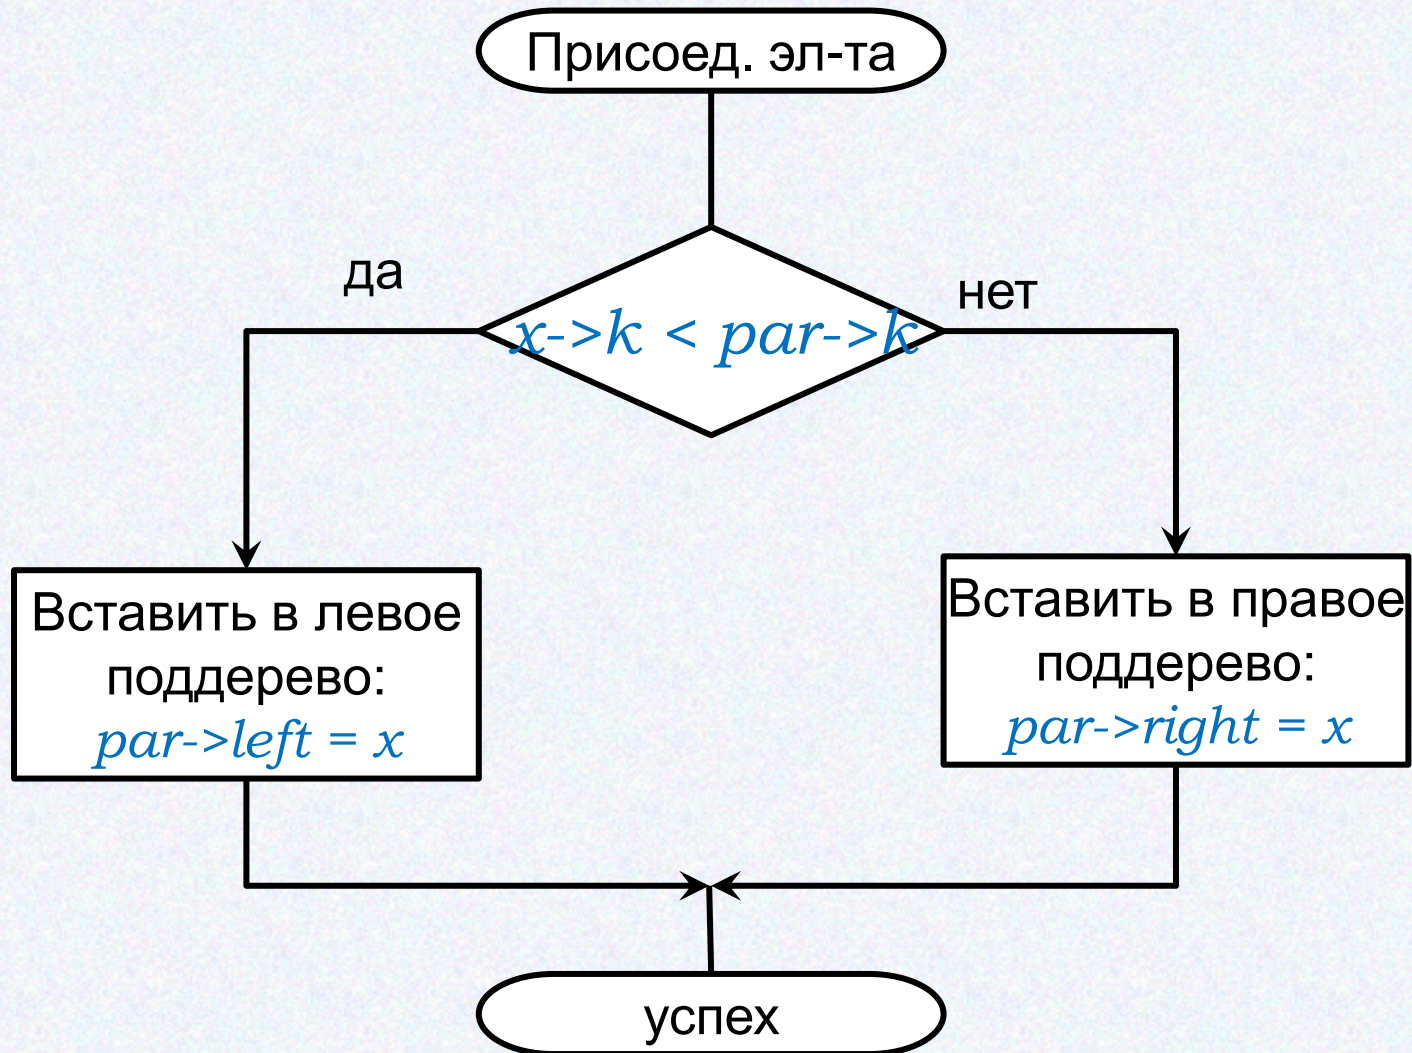 Присоед. эл-та
да
нет
x->k < par->k
Вставить в левое
поддерево:
par->left = x
Вставить в правое
поддерево:
par->right = x
успех